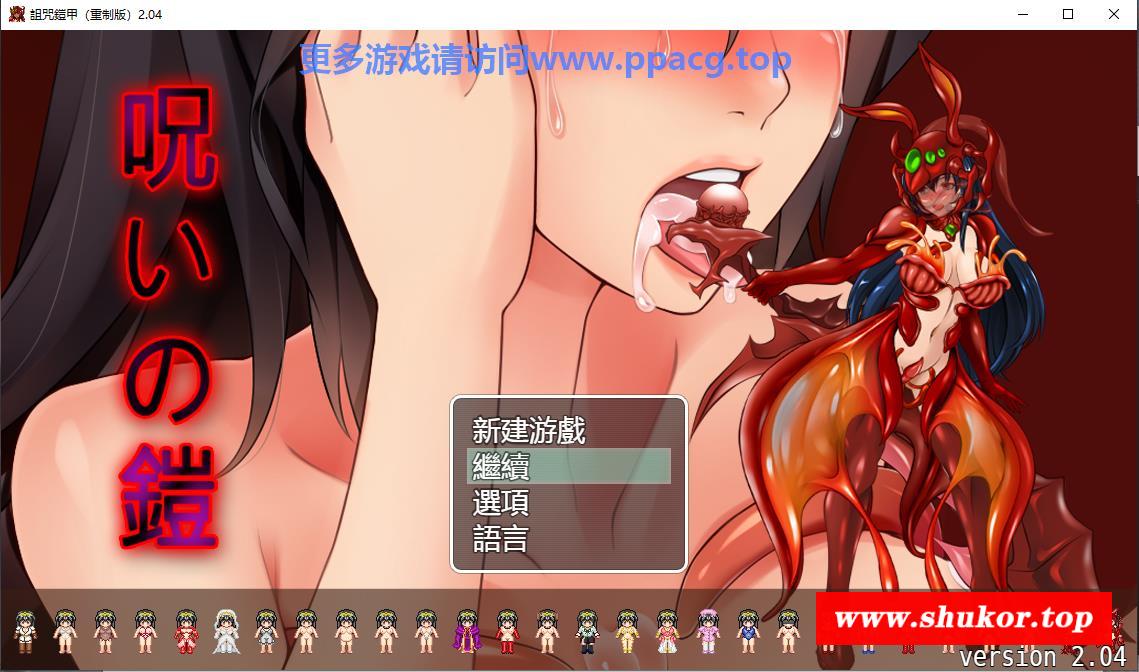 詛咒鎧甲（重制版）2.04
更多游戏请访问www.ppacg.top
呪いの鎧
新建游戲
繼續
選項
語言
www.shukor.top
version 2.04